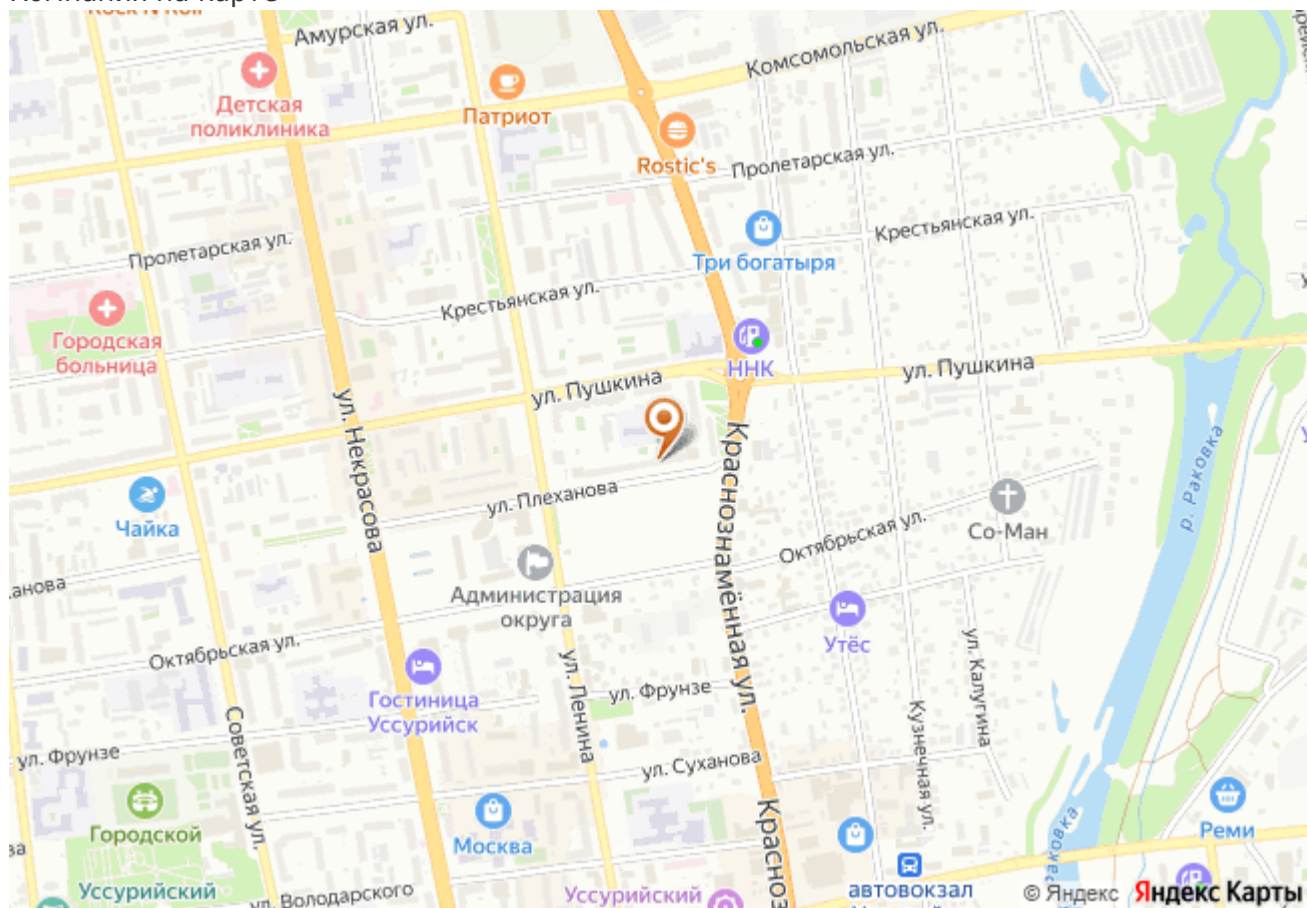 Rock N Roll
Амурская ул.
Комсомольская ул.
Детская
поликлиника
Патриот
Rostic's
Пролетарская ул.
Крестьянская ул.
Пролетарская ул.
Три богатыря
Крестьянская ул.
Городская
больница
ННК
ул. Пушкина
ул. Пушкина
ул. Некрасова
Краснознамённая ул.
р. Раковка
ул. Плеханова
Чайка
Октябрьская ул.
Со-Ман
Администрация
округа
Утёс
Октябрьская ул.
ул. Калугина
Гостиница
Уссурийск
ул. Ленина
ул. Фрунзе
Советская ул.
Кузнечная ул.
ул. Фрунзе
ул. Суханова
Городской
Москва
Реми
Уссурийский
ул. Володарского
Уссурийский
автовокзал
© Яндекс Яндекс Карты